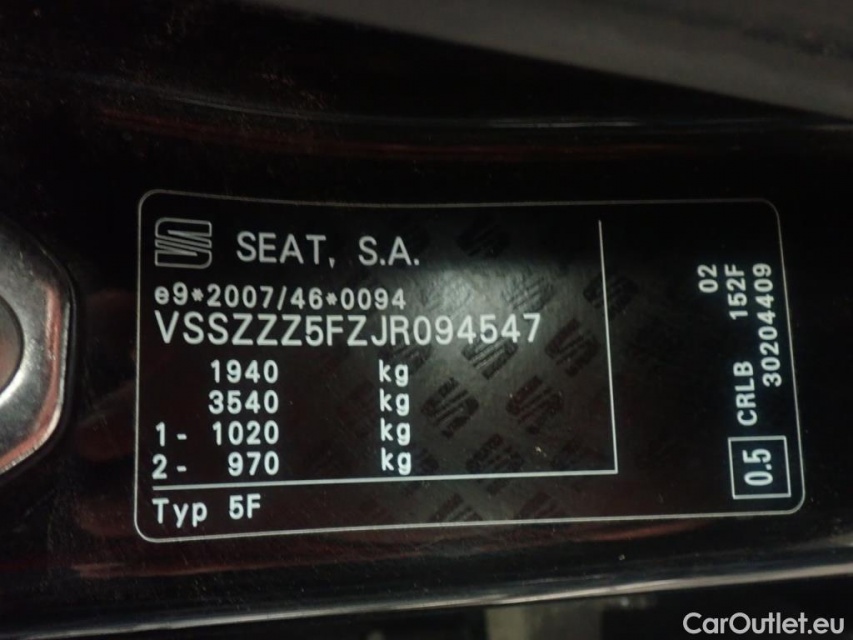 SEAT, S.A.
e9*2007/46*0094
VSSZZZ5FZJR094547
1940 kg
3540 kg
1- 1020 kg
2- 970 kg
Typ 5F
02
CRLB 152F
30204409
0.5
CarOutlet.eu